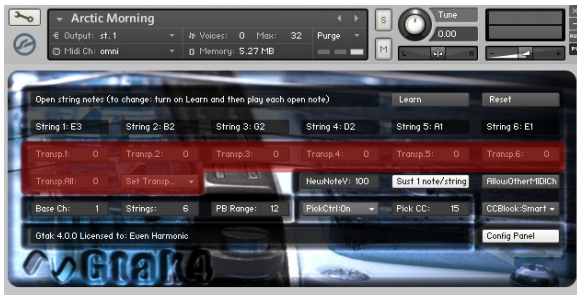 Arctic Morning
Output: st.1 Voices: 0 Max: 32 Purge
Midi Ch: omni Memory: 5.27 MB
S
M
Tune
0.00
L R
- +
Open string notes (to change: turn on Learn and then play each open note) Learn Reset
String 1: E3 String 2: B2 String 3: G2 String 4: D2 String 5: A1 String 6: E1
Transp.1: 0 Transp.2: 0 Transp.3: 0 Transp.4: 0 Transp.5: 0 Transp.6: 0
Transp.All: 0 Set Transp... NewNoteV: 100 Sust 1 note/string AllowOtherMIDICh
Base Ch: 1 Strings: 6 PB Range: 12 PickCtrl:On Pick CC: 15 CCBlock:Smart
Gtak 4.0.0 Licensed to: Euen Harmonic Config Panel
Gtak4